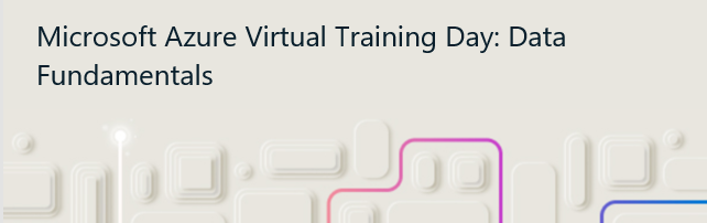 Microsoft Azure Virtual Training Day: Data
Fundamentals